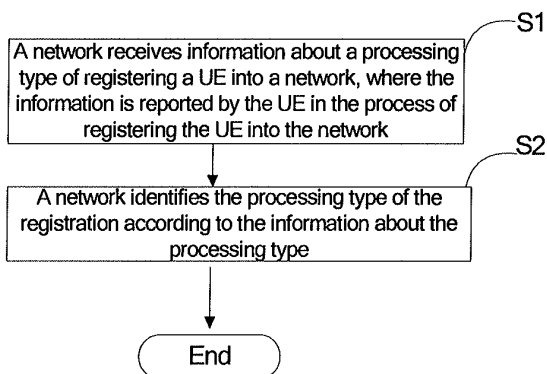 S1
A network receives information about a processing
type of registering a UE into a network, where the
information is reported by the UE in the process of
registering the UE into the network
S2
A network identifies the processing type of the
registration according to the information about the
processing type
End